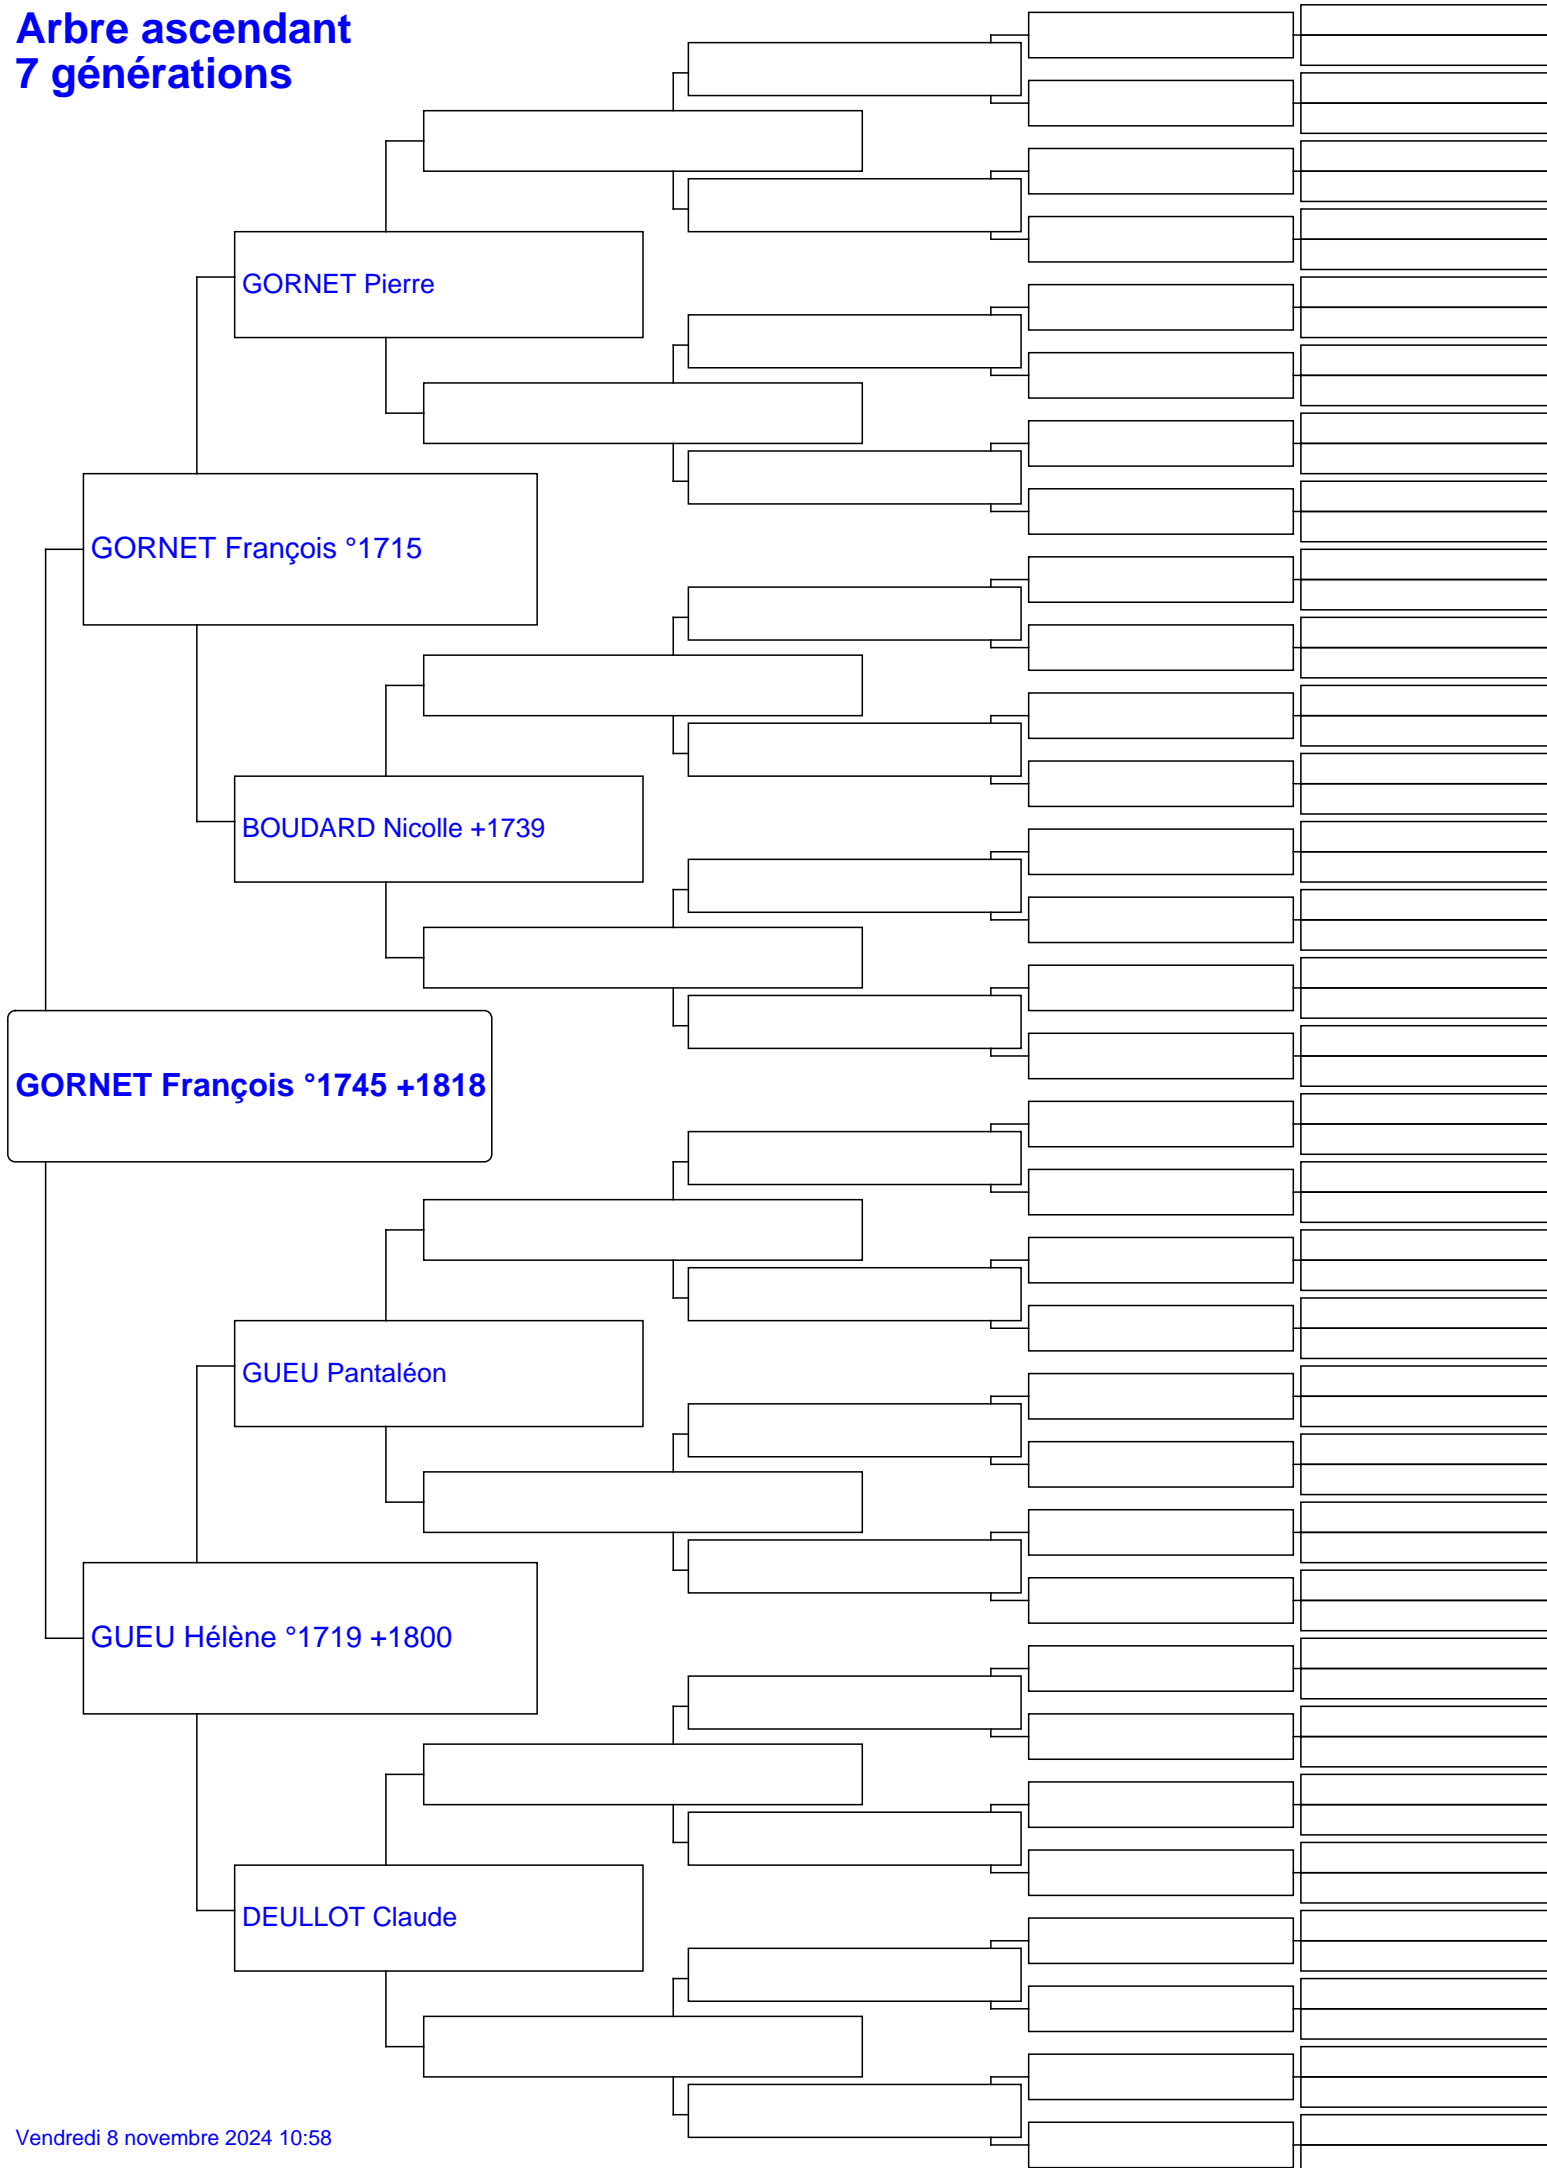 Arbre ascendant
7 générations
GORNET Pierre
GORNET François °1715
BOUDARD Nicolle +1739
GORNET François °1745 +1818
GUEU Pantaléon
GUEU Hélène °1719 +1800
DEULLOT Claude
Vendredi 8 novembre 2024 10:58